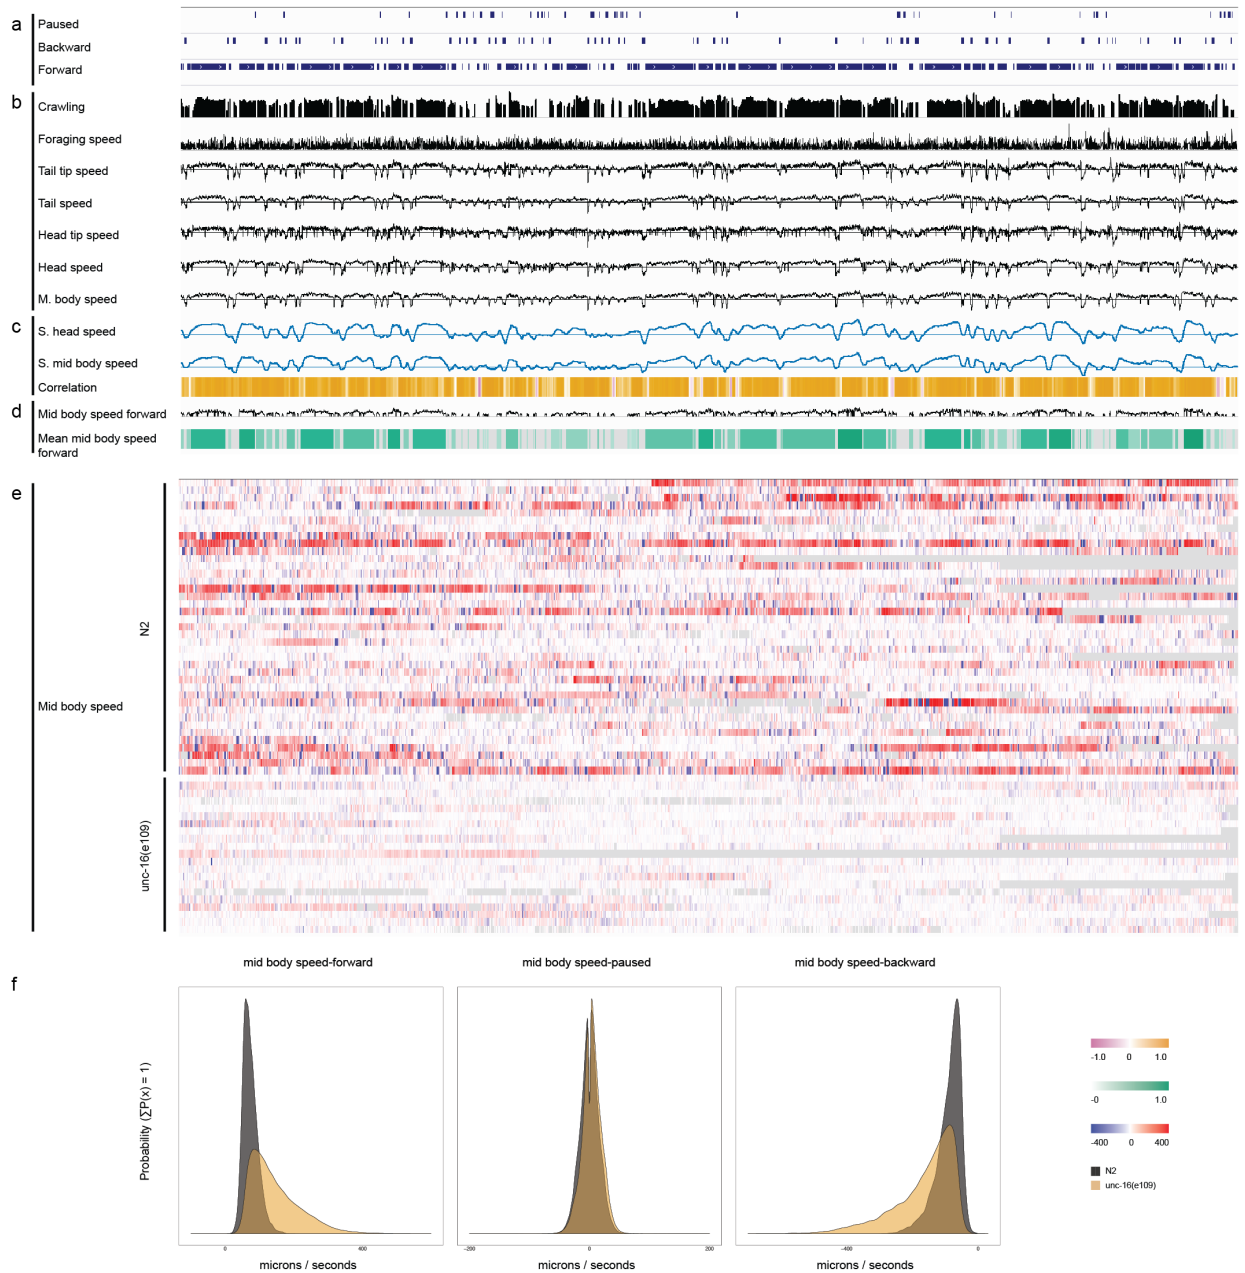 a
Paused
Backward
Forward
b
Crawling
Foraging speed
Tail tip speed
Tail speed
Head tip speed
Head speed
M. body speed
c
S. head speed
S. mid body speed
Correlation
d
Mid body speed forward
Mean mid body speed
forward
e
N2
Mid body speed
unc-16(e109)
mid body speed-forward
mid body speed-paused
mid body speed-backward
f
Probability (∑P(x) = 1)
-1.0 0 1.0
-0 1.0
-400 0 400
N2
unc-16(e109)
0 400
-200 0 200
-400 0
microns / seconds
microns / seconds
microns / seconds